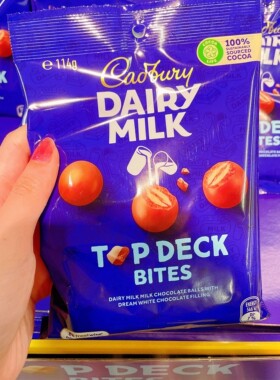 ℮ 114g
100%
SUSTAINABLY
SOURCED
COCOA
Cadbury
DAIRY
MILK
TOP DECK
BITES
DAIRY MILK MILK CHOCOLATE BALLS WITH
DREAM WHITE CHOCOLATE FILLING